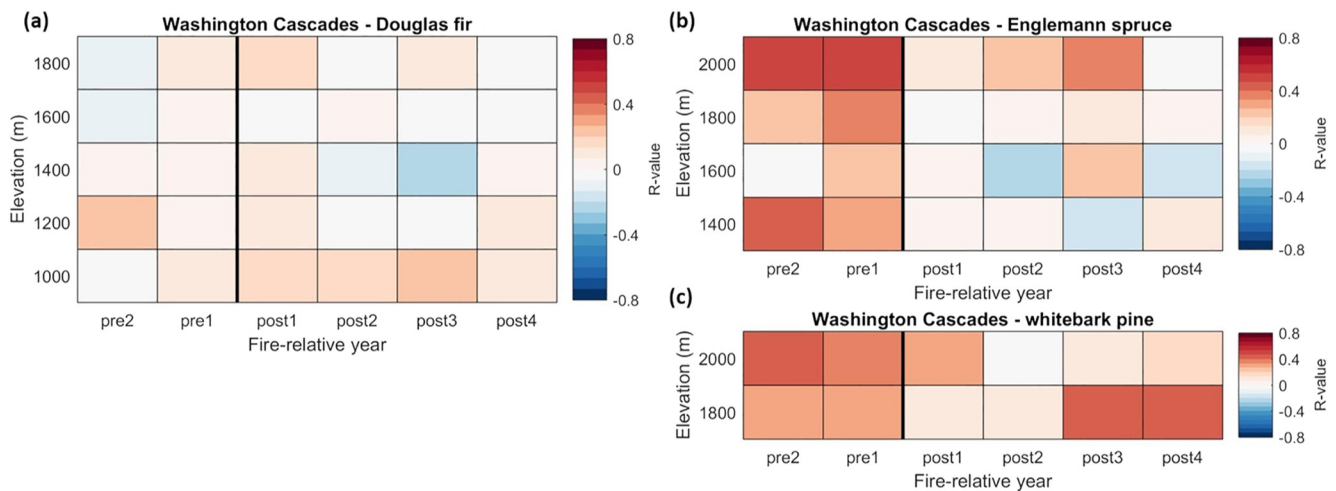 (a)
Washington Cascades - Douglas fir
Elevation (m)
1800
1600
1400
1200
1000
pre2 pre1 post1 post2 post3 post4
Fire-relative year
0.8
0.4
0
-0.4
-0.8
R-value
(b)
Washington Cascades - Englemann spruce
Elevation (m)
2000
1800
1600
1400
pre2 pre1 post1 post2 post3 post4
Fire-relative year
0.8
0.4
0
-0.4
-0.8
R-value
(c)
Washington Cascades - whitebark pine
Elevation (m)
2000
1800
pre2 pre1 post1 post2 post3 post4
Fire-relative year
0.8
0.4
0
-0.4
-0.8
R-value